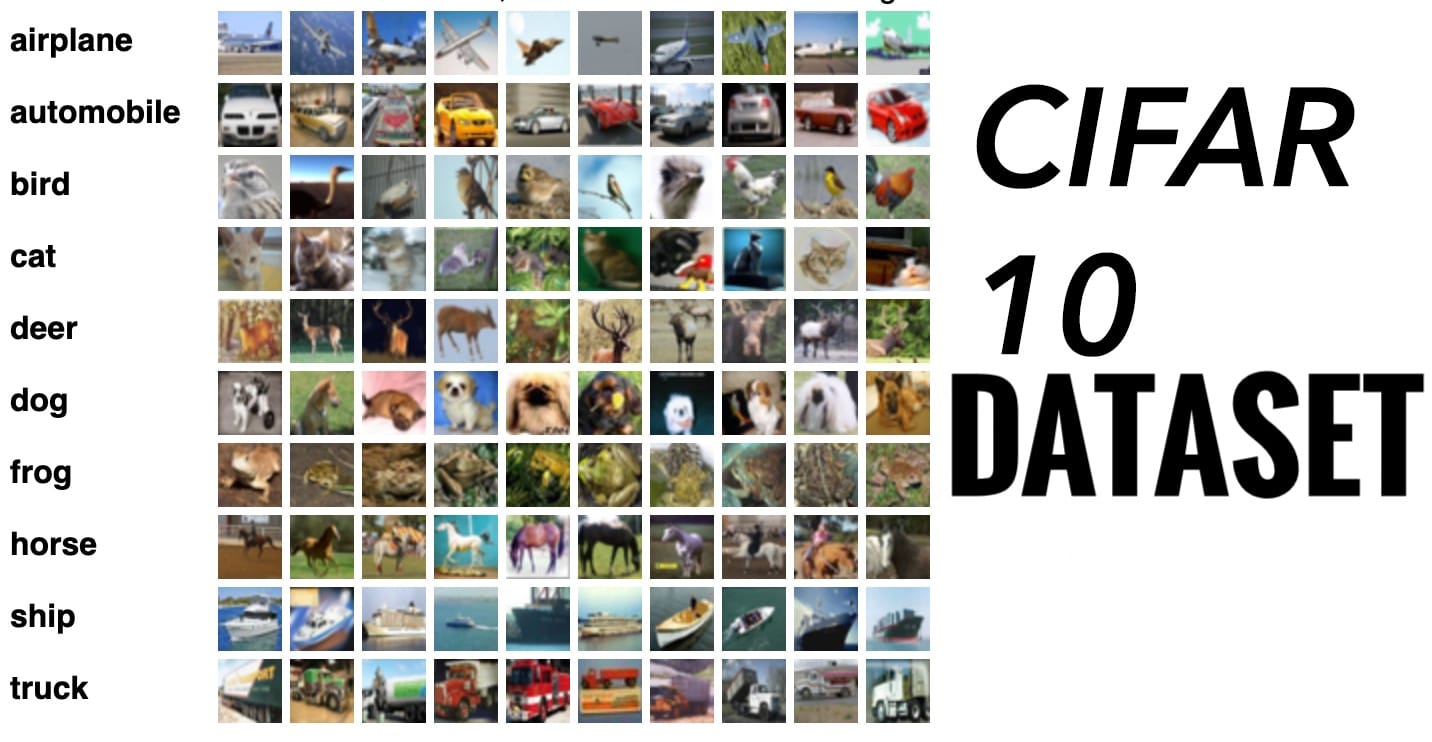 airplane
automobile
bird
cat
deer
dog
frog
horse
ship
truck
CIFAR
10
DATASET